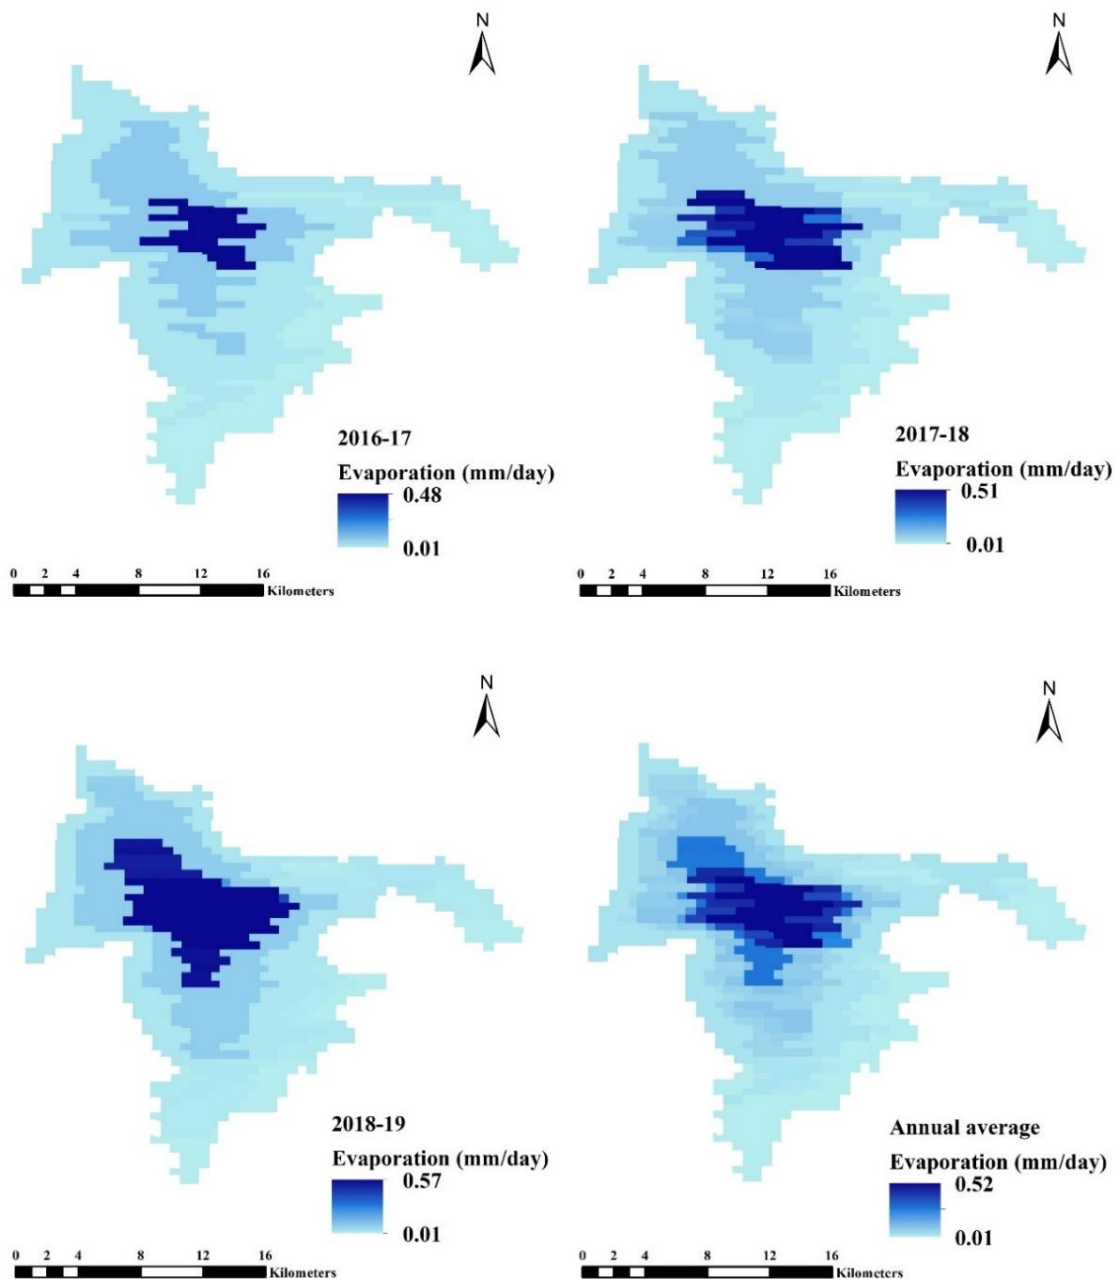 N
2016-17
Evaporation (mm/day)
0.48
0.01
0 2 4 8 12 16
Kilometers
N
2017-18
Evaporation (mm/day)
0.51
0.01
0 2 4 8 12 16
Kilometers
N
2018-19
Evaporation (mm/day)
0.57
0.01
0 2 4 8 12 16
Kilometers
N
Annual average
Evaporation (mm/day)
0.52
0.01
0 2 4 8 12 16
Kilometers